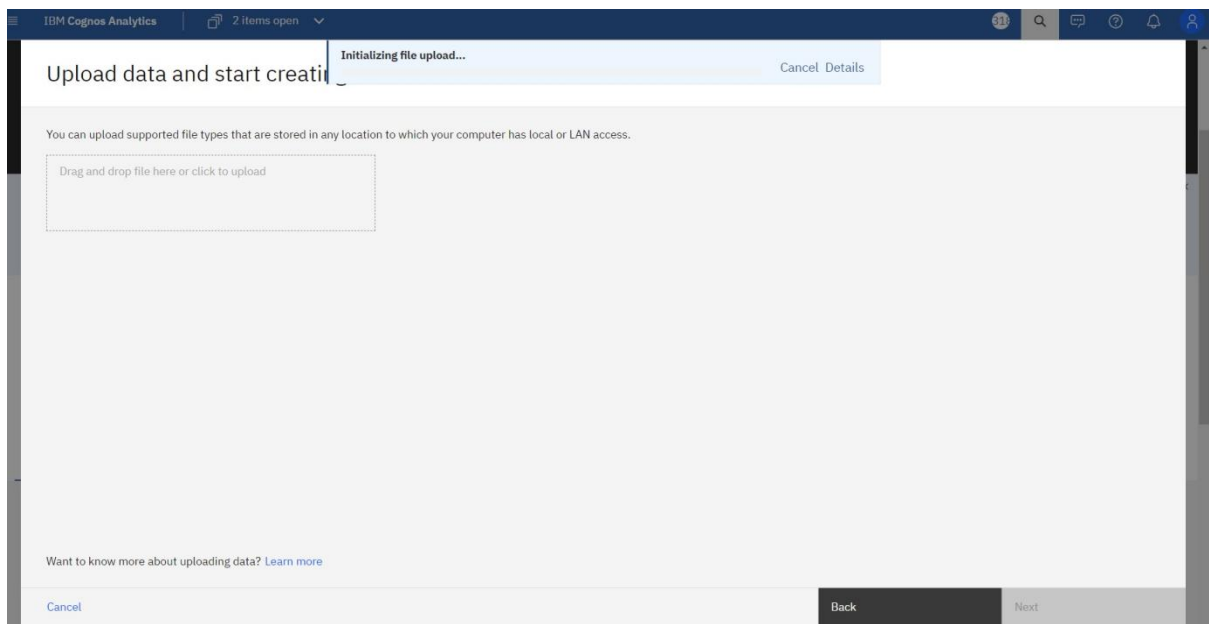 IBM Cognos Analytics
2 items open
Initializing file upload...
Cancel Details
Upload data and start
You can upload supported file types that are stored in any location to which your computer has local or LAN access.
Drag and drop file here or click to upload
Want to know more about uploading data? Learn more
Cancel
Back
Next